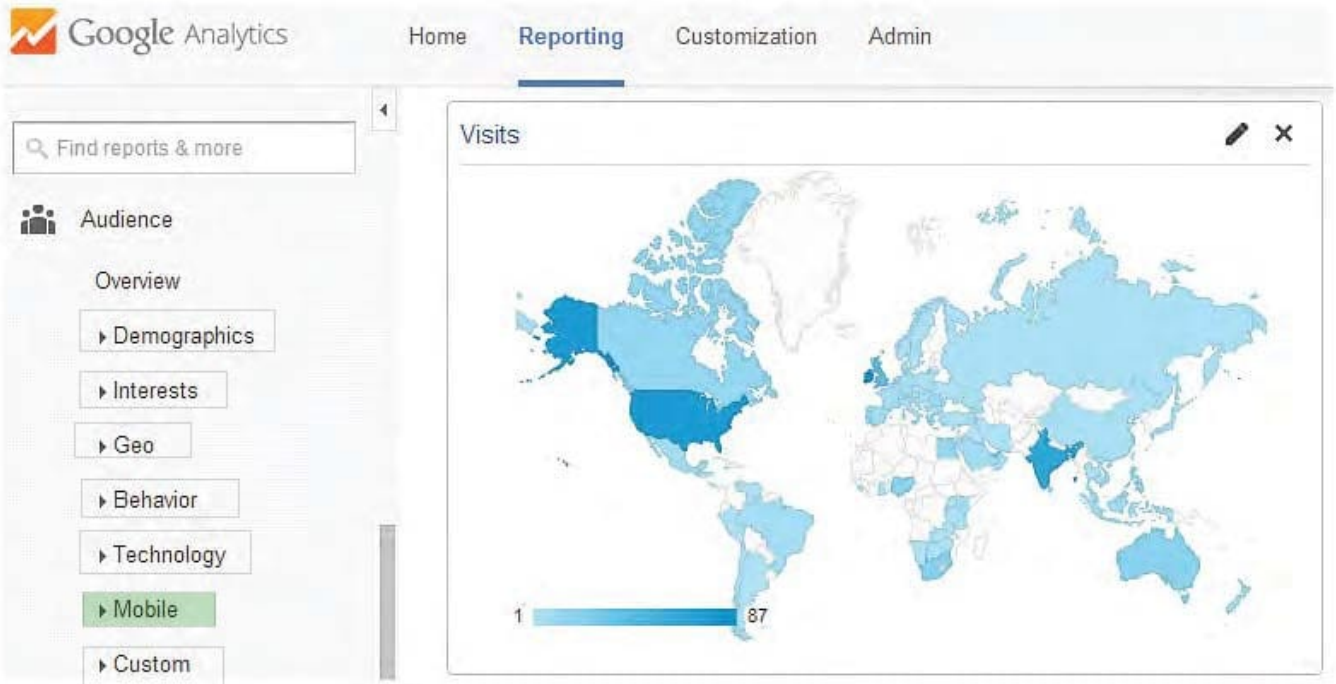 Google Analytics
Home Reporting Customization Admin
Find reports & more
Audience
Overview
Demographics
Interests
Geo
Behavior
Technology
Mobile
Custom
Visits
1 87